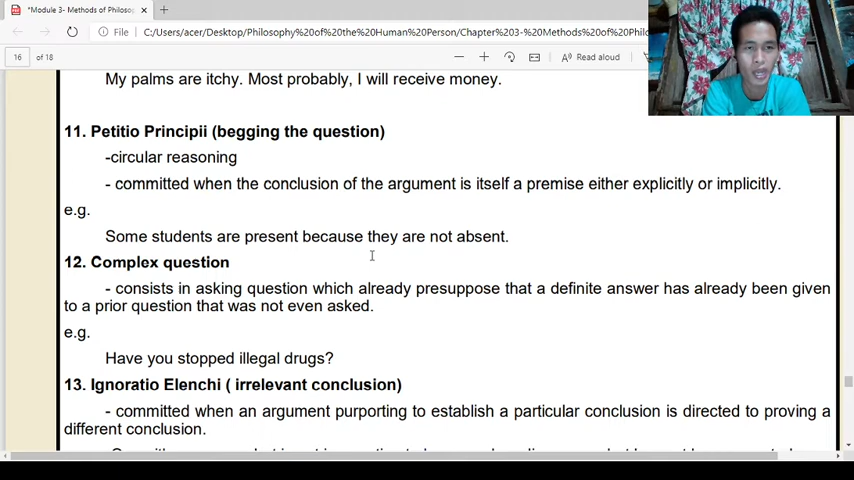 *Module 3- Methods of Philosop
File
C:/Users/acer/Desktop/Philosophy%20of%20the%20Human%20Person/Chapter%203-%20Methods%20of%20Phil
16 of 18
Read aloud
My palms are itchy. Most probably, I will receive money.
11. Petitio Principii (begging the question)
-circular reasoning
- committed when the conclusion of the argument is itself a premise either explicitly or implicitly.
e.g.
Some students are present because they are not absent.
12. Complex question
- consists in asking question which already presuppose that a definite answer has already been given
to a prior question that was not even asked.
e.g.
Have you stopped illegal drugs?
13. Ignoratio Elenchi ( irrelevant conclusion)
- committed when an argument purporting to establish a particular conclusion is directed to proving a
different conclusion.